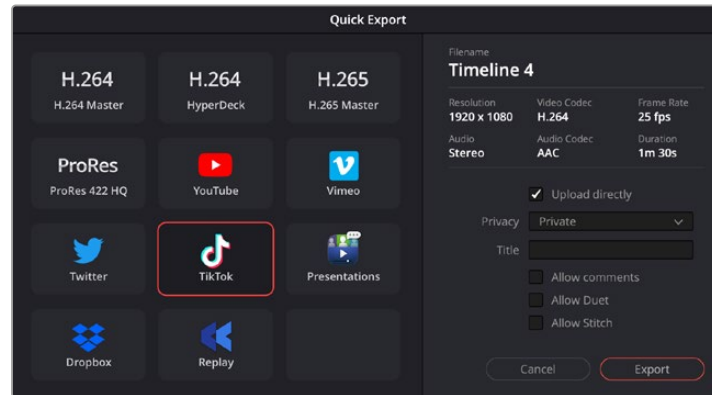 Quick Export
H.264
H.264 Master
H.264
HyperDeck
H.265
H.265 Master
ProRes
ProRes 422 HQ
YouTube
Vimeo
Twitter
TikTok
Presentations
Dropbox
Replay
Filename
Timeline 4
Resolution Video Codec Frame Rate
1920 x 1080 H.264 25 fps
Audio Audio Codec Duration
Stereo AAC 1m 30s
Upload directly
Privacy Private
Title
Allow comments
Allow Duet
Allow Stitch
Cancel Export